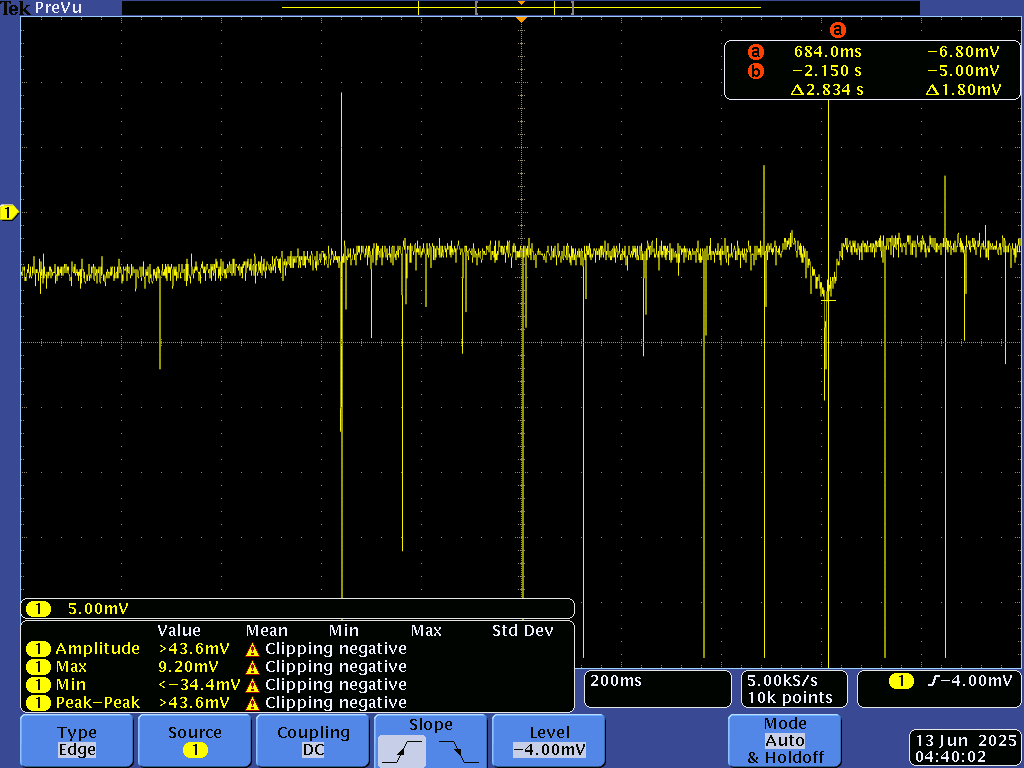 Tek PreVu
a
a 684.0ms −6.80mV
b −2.150 s −5.00mV
Δ2.834 s Δ1.80mV
1
1 5.00mV
Value Mean Min Max Std Dev
1 Amplitude >43.6mV Clipping negative
1 Max 9.20mV Clipping negative
1 Min <−34.4mV Clipping negative
1 Peak−Peak >43.6mV Clipping negative
200ms
5.00kS/s
10k points
1 −4.00mV
Type
Edge
Source
1
Coupling
DC
Slope
Level
−4.00mV
Mode
Auto
& Holdoff
13 Jun 2025
04:40:02